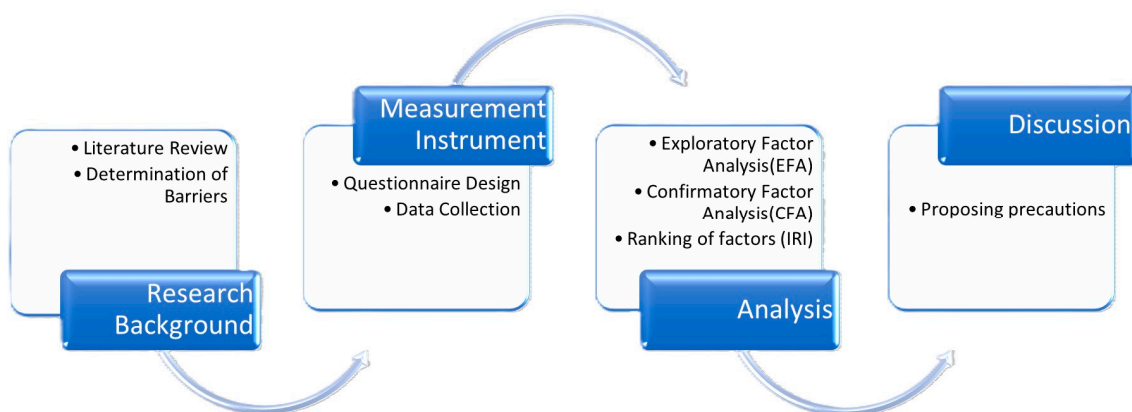 • Literature Review
• Determination of
Barriers
Research
Background
Measurement
Instrument
• Questionnaire Design
• Data Collection
• Exploratory Factor
Analysis(EFA)
• Confirmatory Factor
Analysis(CFA)
• Ranking of factors (IRI)
Analysis
Discussion
• Proposing precautions